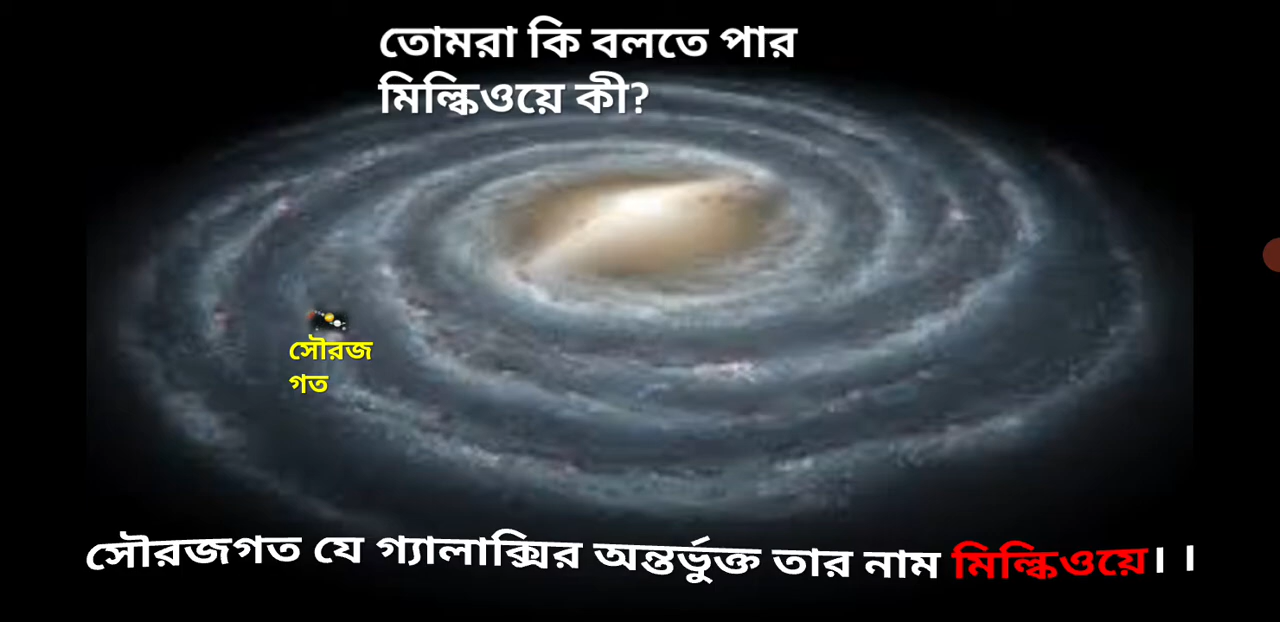 তোমরা কি বলতে পার
মিল্কিওয়ে কী?
সৌরজ
গত
সৌরজগত যে গ্যালাক্সির অন্তর্ভুক্ত তার নাম মিল্কিওয়ে। ।